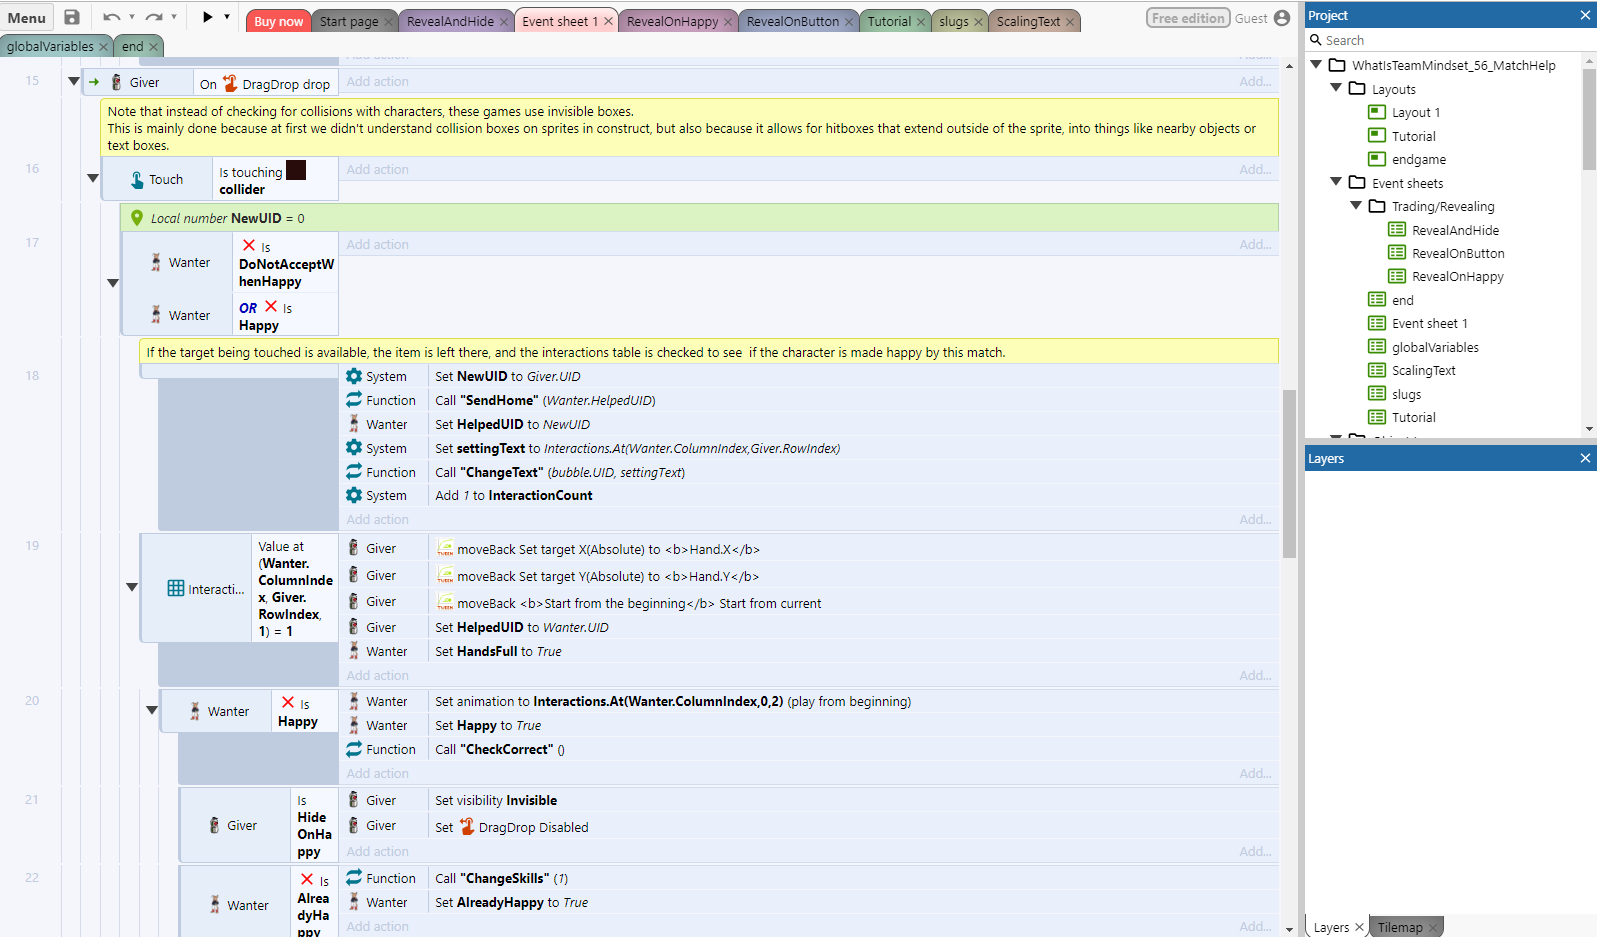 Menu
Buy now
Start page
RevealAndHide
Event sheet 1
RevealOnHappy
RevealOnButton
Tutorial
slugs
ScalingText
Free edition
Guest
globalVariables
end
Add action
Add...
15
Giver
On DragDrop drop
Add action
Add...
Note that instead of checking for collisions with characters, these games use invisible boxes.
This is mainly done because at first we didn't understand collision boxes on sprites in construct, but also because it allows for hitboxes that extend outside of the sprite, into things like nearby objects or
text boxes.
16
Touch
Is touching
collider
Add action
Add...
Local number NewUID = 0
17
Wanter
Is
DoNotAcceptW
henHappy
Add action
Add...
Wanter
OR Is
Happy
If the target being touched is available, the item is left there, and the interactions table is checked to see  if the character is made happy by this match.
18
System
Set NewUID to Giver.UID
Function
Call "SendHome" (Wanter.HelpedUID)
Wanter
Set HelpedUID to NewUID
System
Set settingText to Interactions.At(Wanter.ColumnIndex,Giver.RowIndex)
Function
Call "ChangeText" (bubble.UID, settingText)
System
Add 1 to InteractionCount
Add action
Add...
19
Interacti...
Value at
(Wanter.
ColumnInde
x, Giver.
RowIndex,
1) = 1
Giver
moveBack Set target X(Absolute) to <b>Hand.X</b>
Giver
moveBack Set target Y(Absolute) to <b>Hand.Y</b>
Giver
moveBack <b>Start from the beginning</b> Start from current
Giver
Set HelpedUID to Wanter.UID
Wanter
Set HandsFull to True
Add action
Add...
20
Wanter
Is
Happy
Wanter
Set animation to Interactions.At(Wanter.ColumnIndex,0,2) (play from beginning)
Wanter
Set Happy to True
Function
Call "CheckCorrect" ()
Add action
Add...
21
Giver
Is
Hide
OnHa
ppy
Giver
Set visibility Invisible
Giver
Set DragDrop Disabled
Add action
Add...
22
Wanter
Is
Alrea
dyHa
ppy
Function
Call "ChangeSkills" (1)
Wanter
Set AlreadyHappy to True
Add action
Add...
Project
Search
WhatIsTeamMindset_56_MatchHelp
Layouts
Layout 1
Tutorial
endgame
Event sheets
Trading/Revealing
RevealAndHide
RevealOnButton
RevealOnHappy
end
Event sheet 1
globalVariables
ScalingText
slugs
Tutorial
Layers
Layers
Tilemap